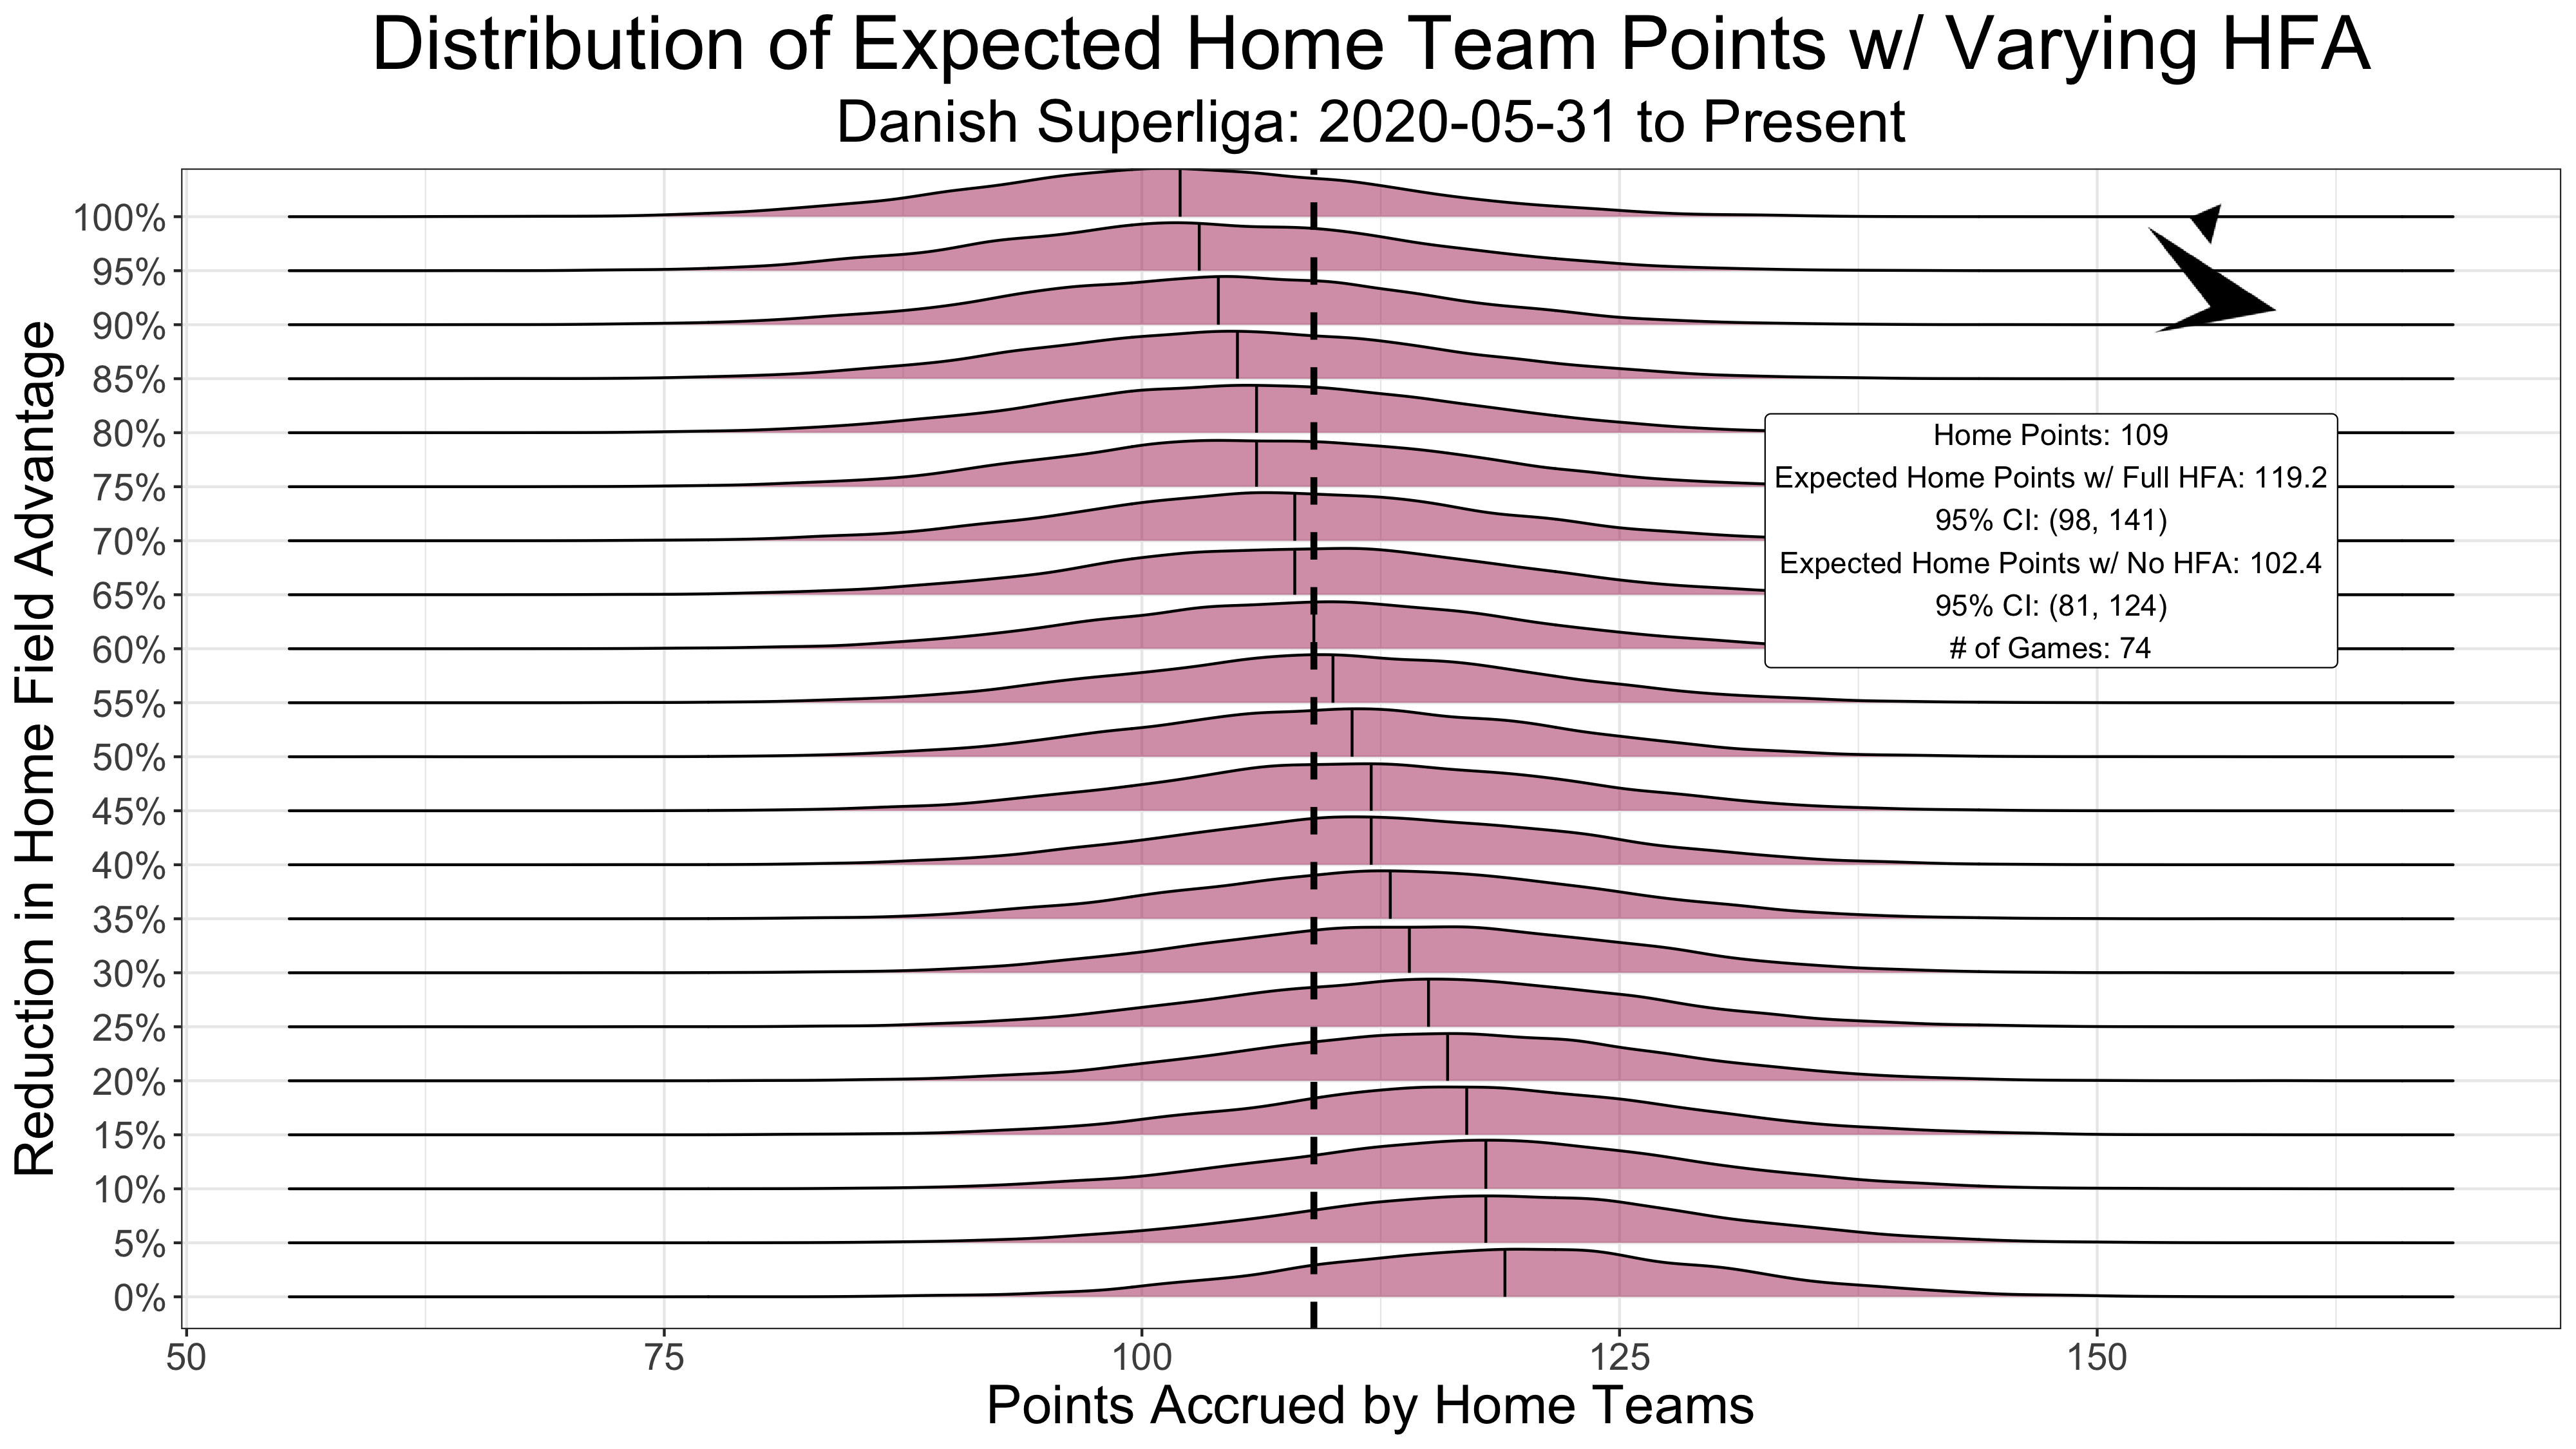 Distribution of Expected Home Team Points w/ Varying HFA
Danish Superliga: 2020-05-31 to Present
Reduction in Home Field Advantage
100%
95%
90%
85%
80%
75%
70%
65%
60%
55%
50%
45%
40%
35%
30%
25%
20%
15%
10%
5%
0%
Home Points: 109
Expected Home Points w/ Full HFA: 119.2
95% CI: (98, 141)
Expected Home Points w/ No HFA: 102.4
95% CI: (81, 124)
# of Games: 74
50 75 100 125 150
Points Accrued by Home Teams